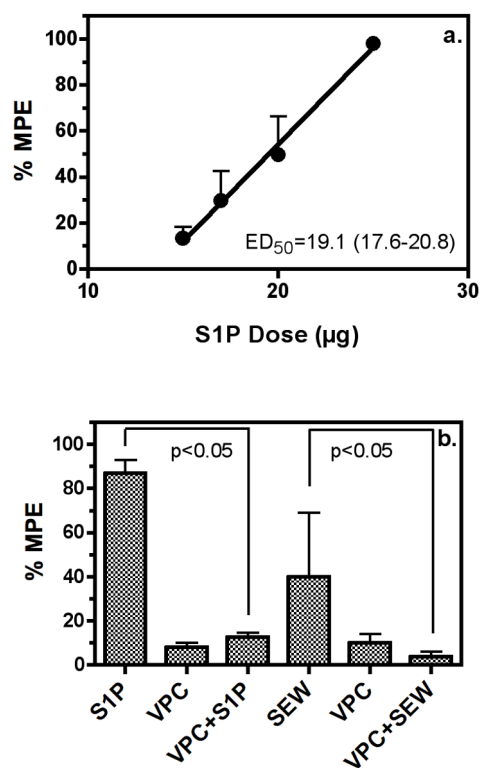 a.
100
80
60
40
20
0
% MPE
ED50=19.1 (17.6-20.8)
10 20 30
S1P Dose (µg)
b.
100
80
60
40
20
0
% MPE
p<0.05 p<0.05
S1P VPC VPC+S1P SEW VPC VPC+SEW